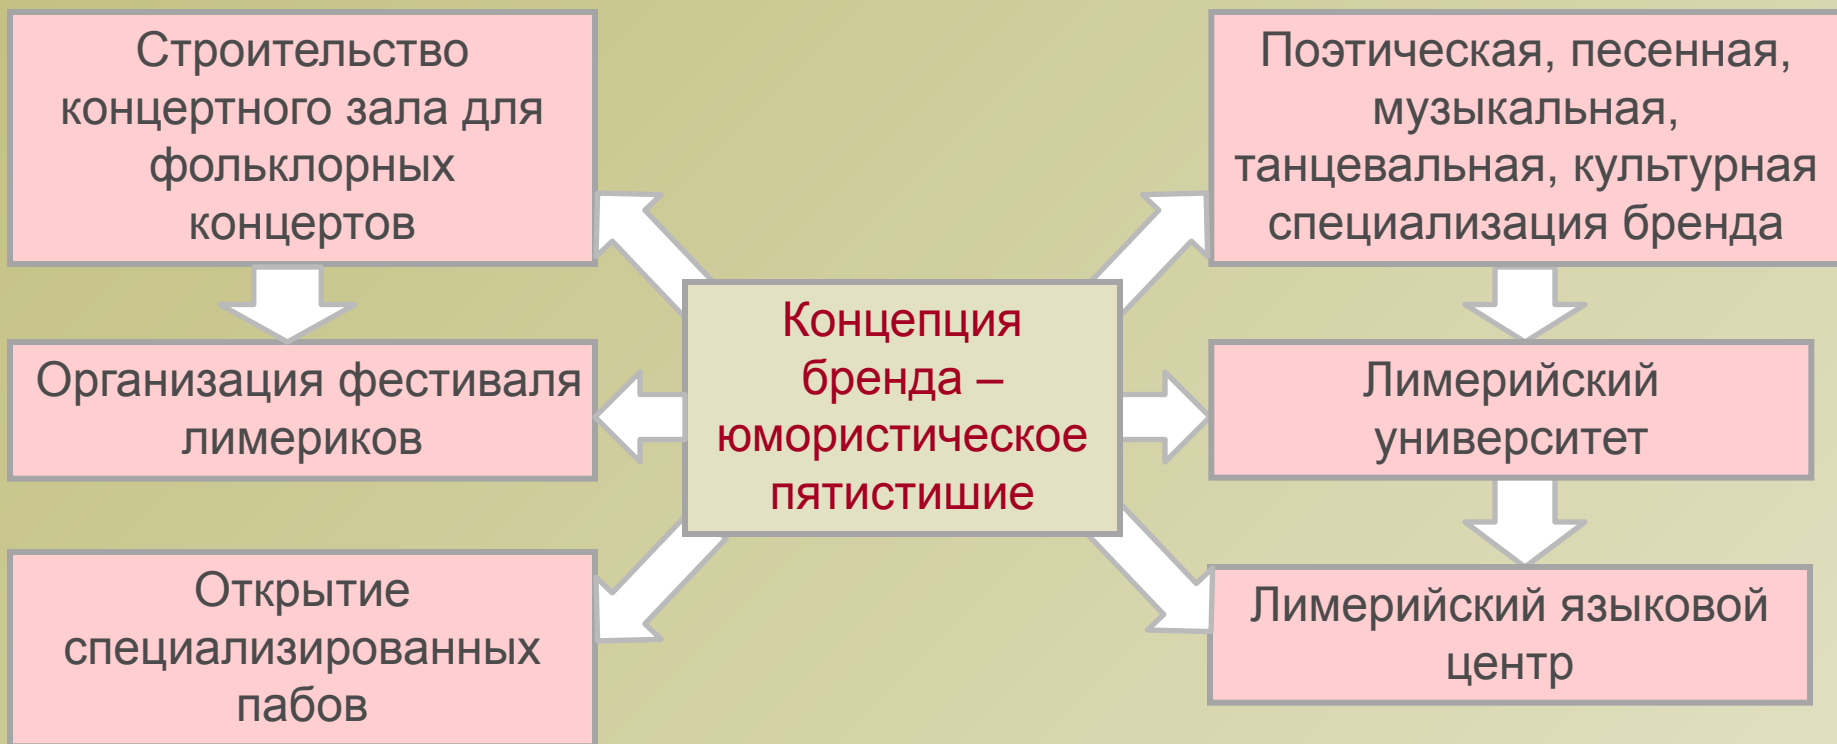 Строительство
концертного зала для
фольклорных
концертов
Организация фестиваля
лимериков
Открытие
специализированных
пабов
Концепция
бренда –
юмористическое
пятистишие
Поэтическая, песенная,
музыкальная,
танцевальная, культурная
специализация бренда
Лимерийский
университет
Лимерийский языковой
центр